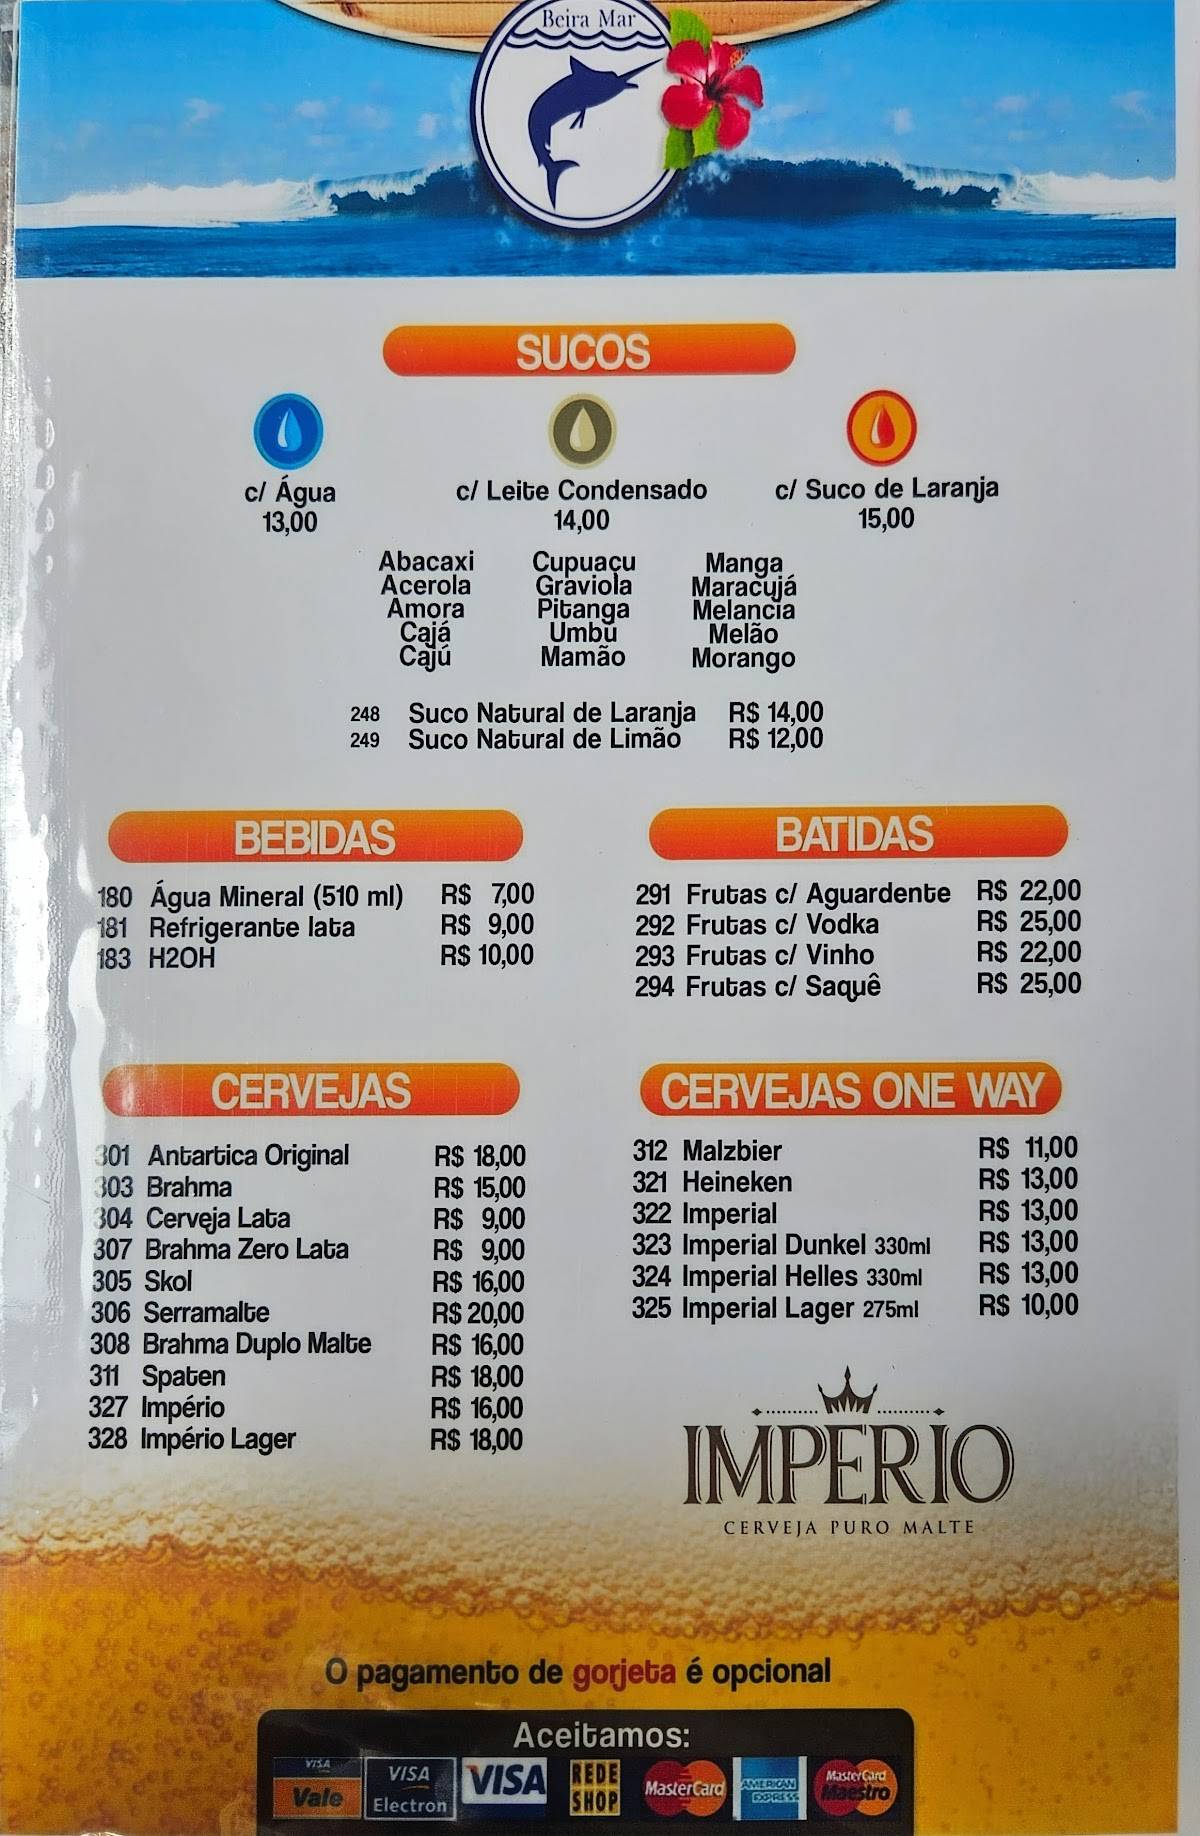 Beira Mar
SUCOS
c/ Água
13,00
c/ Leite Condensado
14,00
c/ Suco de Laranja
15,00
Abacaxi
Acerola
Amora
Cajá
Cajú
Cupuaçu
Graviola
Pitanga
Umbú
Mamão
Manga
Maracujá
Melancía
Melão
Morango
248 Suco Natural de Laranja R$ 14,00
249 Suco Natural de Limão R$ 12,00
BEBIDAS
180 Água Mineral (510 ml) R$ 7,00
181 Refrigerante lata R$ 9,00
183 H2OH R$ 10,00
BATIDAS
291 Frutas c/ Aguardente R$ 22,00
292 Frutas c/ Vodka R$ 25,00
293 Frutas c/ Vinho R$ 22,00
294 Frutas c/ Saquê R$ 25,00
CERVEJAS
301 Antartica Original R$ 18,00
303 Brahma R$ 15,00
304 Cerveja Lata R$ 9,00
307 Brahma Zero Lata R$ 9,00
305 Skol R$ 16,00
306 Serramalte R$ 20,00
308 Brahma Duplo Malte R$ 16,00
311 Spaten R$ 18,00
327 Império R$ 16,00
328 Império Lager R$ 18,00
CERVEJAS ONE WAY
312 Malzbier R$ 11,00
321 Heineken R$ 13,00
322 Imperial R$ 13,00
323 Imperial Dunkel 330ml R$ 13,00
324 Imperial Helles 330ml R$ 13,00
325 Imperial Lager 275ml R$ 10,00
IMPÉRIO
CERVEJA PURO MALTE
O pagamento de gorjeta é opcional
Aceitamos:
VISA Vale
VISA Electron
VISA
REDE SHOP
MasterCard
AMERICAN EXPRESS
MasterCard Maestro